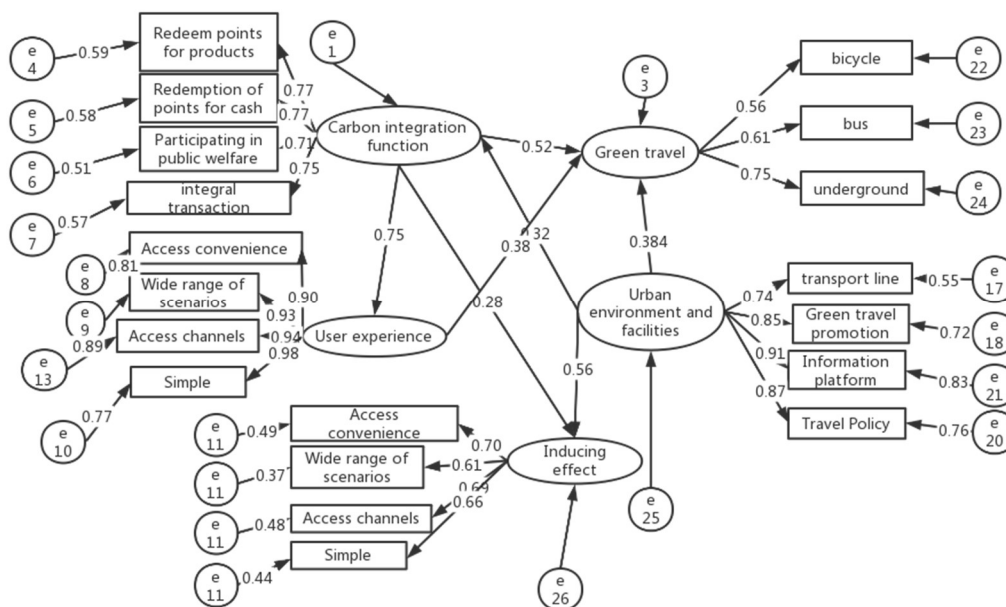 e
4
0.59
Redeem points
for products
e
5
0.58
Redemption of
points for cash
e
6
0.51
Participating in
public welfare
e
7
0.57
integral
transaction
0.77
0.77
0.71
0.75
e
1
Carbon integration
function
0.52
0.75
0.28
e
3
Green travel
0.32
0.38
0.384
0.56
0.61
0.75
bicycle
e
22
bus
e
23
underground
e
24
e
8
0.81
Access convenience
e
9
Wide range of
scenarios
e
13
0.89
Access channels
e
10
0.77
Simple
0.90
0.93
0.94
0.98
User experience
Urban
environment and
facilities
0.56
0.74
0.85
0.91
0.87
transport line
0.55
e
17
Green travel
promotion
0.72
e
18
Information
platform
0.83
e
21
Travel Policy
0.76
e
20
e
11
0.49
Access
convenience
e
11
0.37
Wide range of
scenarios
e
11
0.48
Access channels
e
11
0.44
Simple
0.70
0.61
0.69
0.66
Inducing
effect
e
25
e
26